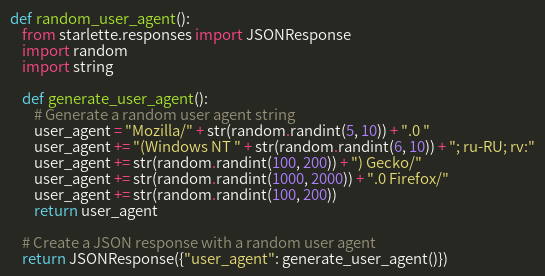 def random_user_agent():
from starlette.responses import JSONResponse
import random
import string
def generate_user_agent():
# Generate a random user agent string
user_agent = "Mozilla/" + str(random.randint(5, 10)) + ".0 "
user_agent += "(Windows NT " + str(random.randint(6, 10)) + "; ru-RU; rv:"
user_agent += str(random.randint(100, 200)) + ") Gecko/"
user_agent += str(random.randint(1000, 2000)) + ".0 Firefox/"
user_agent += str(random.randint(100, 200))
return user_agent
# Create a JSON response with a random user agent
return JSONResponse({"user_agent": generate_user_agent()})